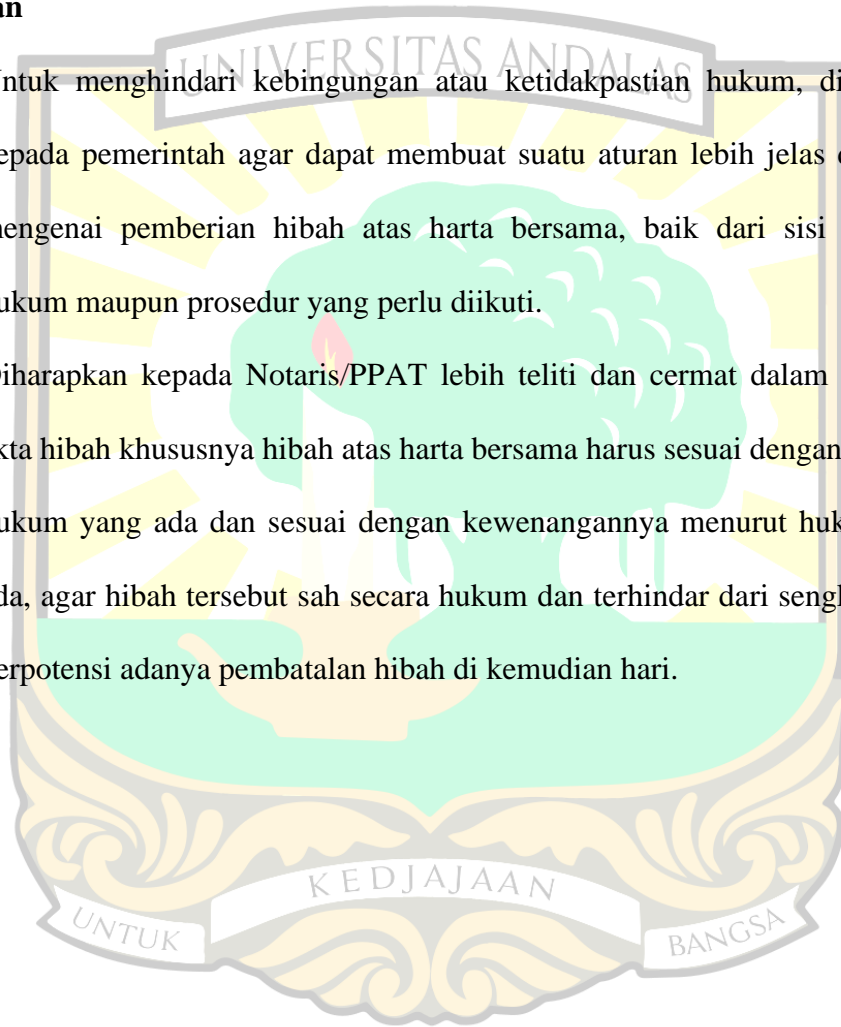 an
UNIVERSITAS ANDALAS
ntuk menghindari kebingungan atau ketidakpastian hukum, di
epada pemerintah agar dapat membuat suatu aturan lebih jelas
engenai pemberian hibah atas harta bersama, baik dari sisi
ukum maupun prosedur yang perlu diikuti.
iharapkan kepada Notaris/PPAT lebih teliti dan cermat dalam
kta hibah khususnya hibah atas harta bersama harus sesuai dengan
ukum yang ada dan sesuai dengan kewenangannya menurut huk
da, agar hibah tersebut sah secara hukum dan terhindar dari seng
erpotensi adanya pembatalan hibah di kemudian hari.
UNTUK KEDJAJAAN BANGSA